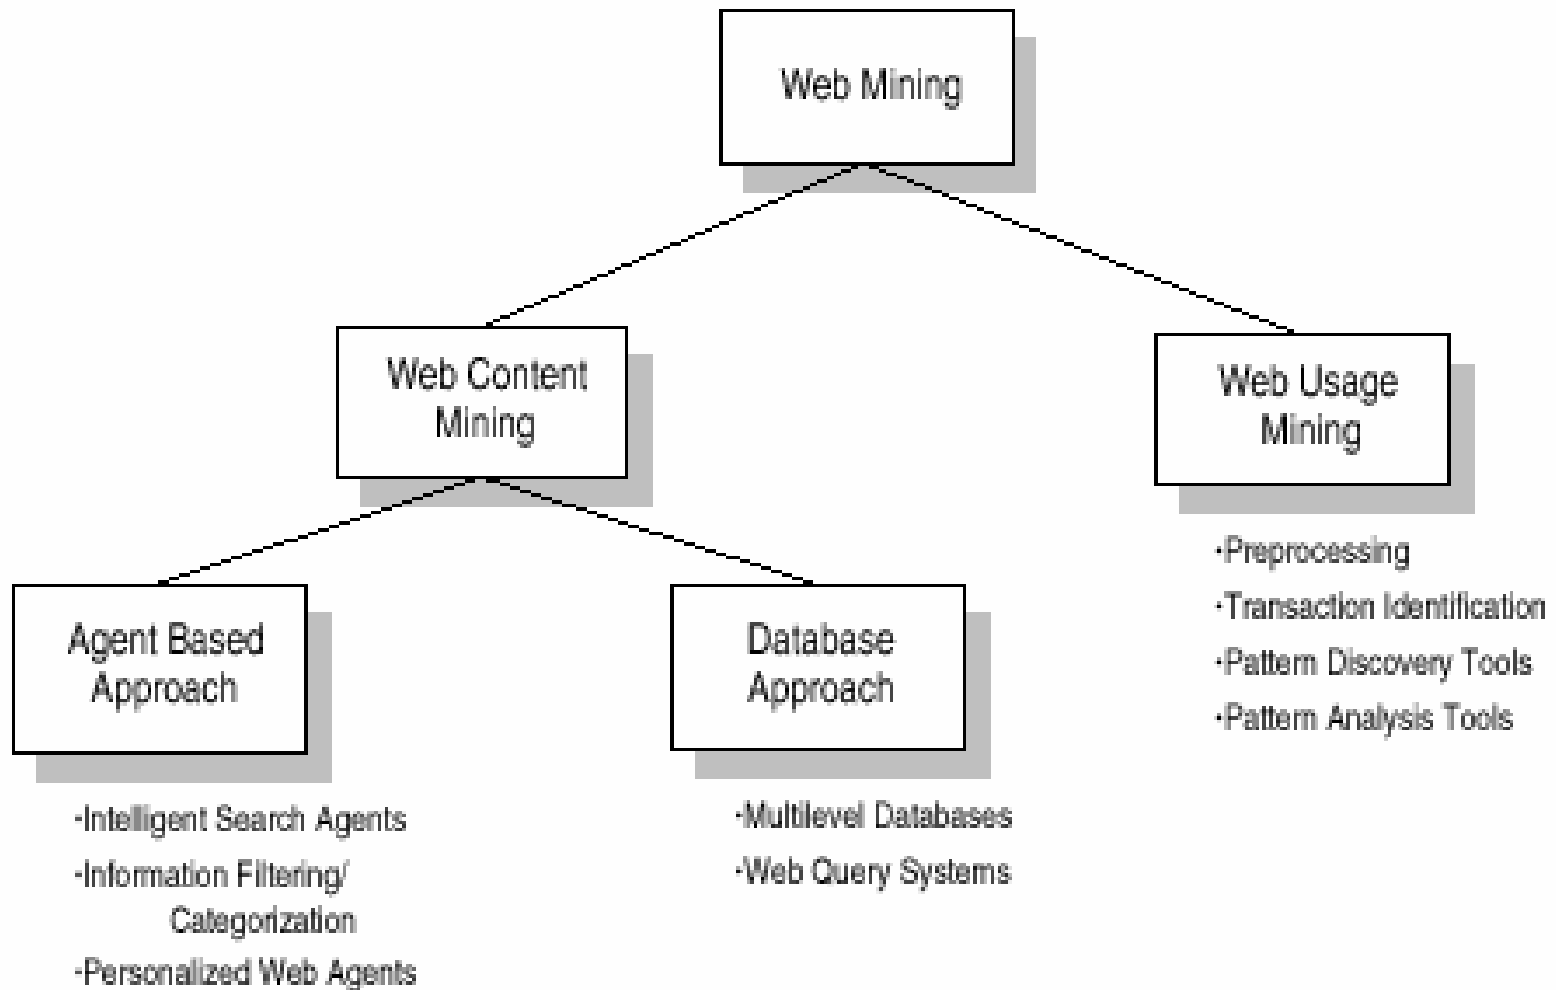 Web Mining
Web Content
Mining
Web Usage
Mining
·Preprocessing
·Transaction Identification
·Pattern Discovery Tools
·Pattern Analysis Tools
Agent Based
Approach
·Intelligent Search Agents
·Information Filtering/
Categorization
·Personalized Web Agents
Database
Approach
·Multilevel Databases
·Web Query Systems